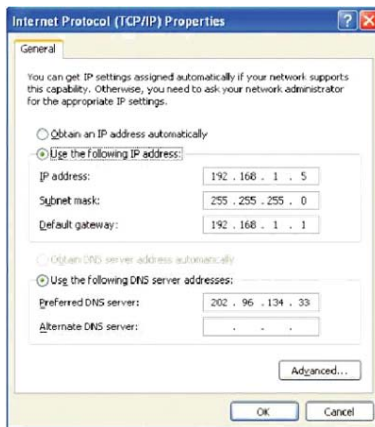 Internet Protocol (TCP/IP) Properties
General
You can get IP settings assigned automatically if your network supports
this capability. Otherwise, you need to ask your network administrator
for the appropriate IP settings.
Obtain an IP address automatically
Use the following IP address:
IP address: 192 . 168 . 1 . 5
Subnet mask: 255 . 255 . 255 . 0
Default gateway: 192 . 168 . 1 . 1
Obtain DNS server address automatically
Use the following DNS server addresses:
Preferred DNS server: 202 . 96 . 134 . 33
Alternate DNS server: . . .
Advanced...
OK Cancel